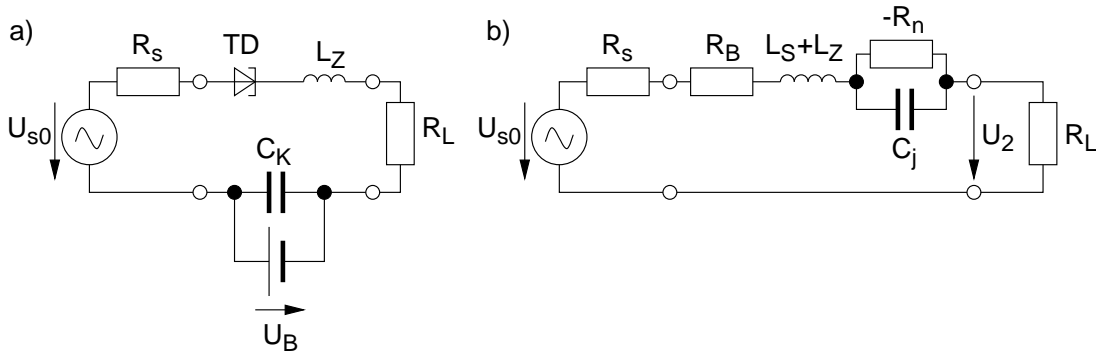 a)
R_s
TD
L_Z
U_s0
R_L
C_K
U_B
b)
R_s
R_B
L_S+L_Z
-R_n
U_s0
C_j
U_2
R_L